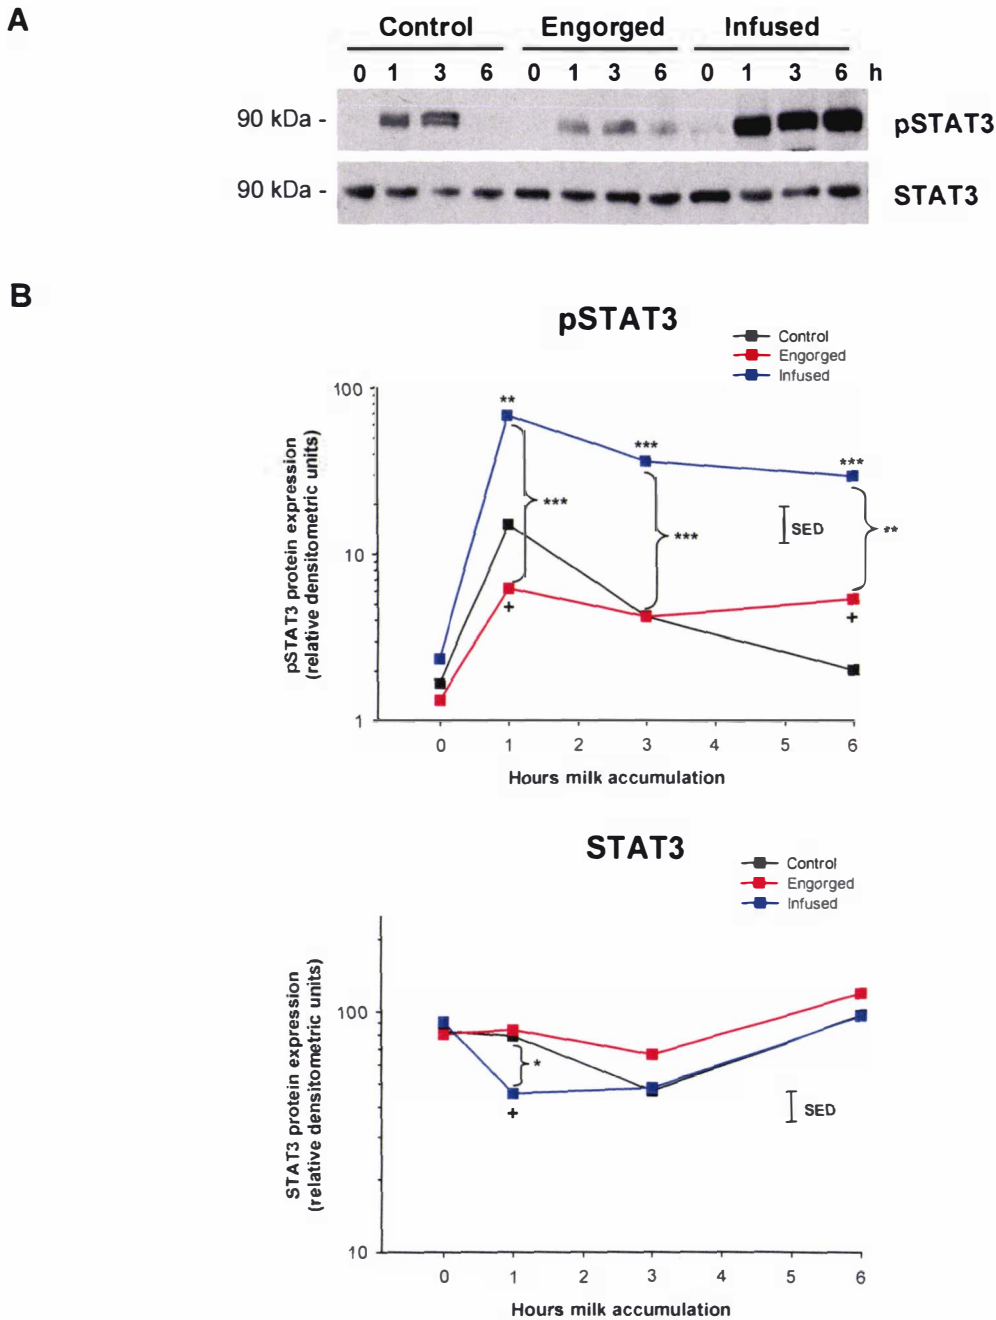 A
Control Engorged Infused
0 1 3 6 0 1 3 6 0 1 3 6 h
90 kDa - pSTAT3
90 kDa - STAT3
B
pSTAT3
Control
Engorged
Infused
pSTAT3 protein expression
(relative densitometric units)
100
10
1
**
***
***
***
***
**
SED
+
+
0 1 2 3 4 5 6
Hours milk accumulation
STAT3
Control
Engorged
Infused
STAT3 protein expression
(relative densitometric units)
100
10
*
+
SED
0 1 2 3 4 5 6
Hours milk accumulation